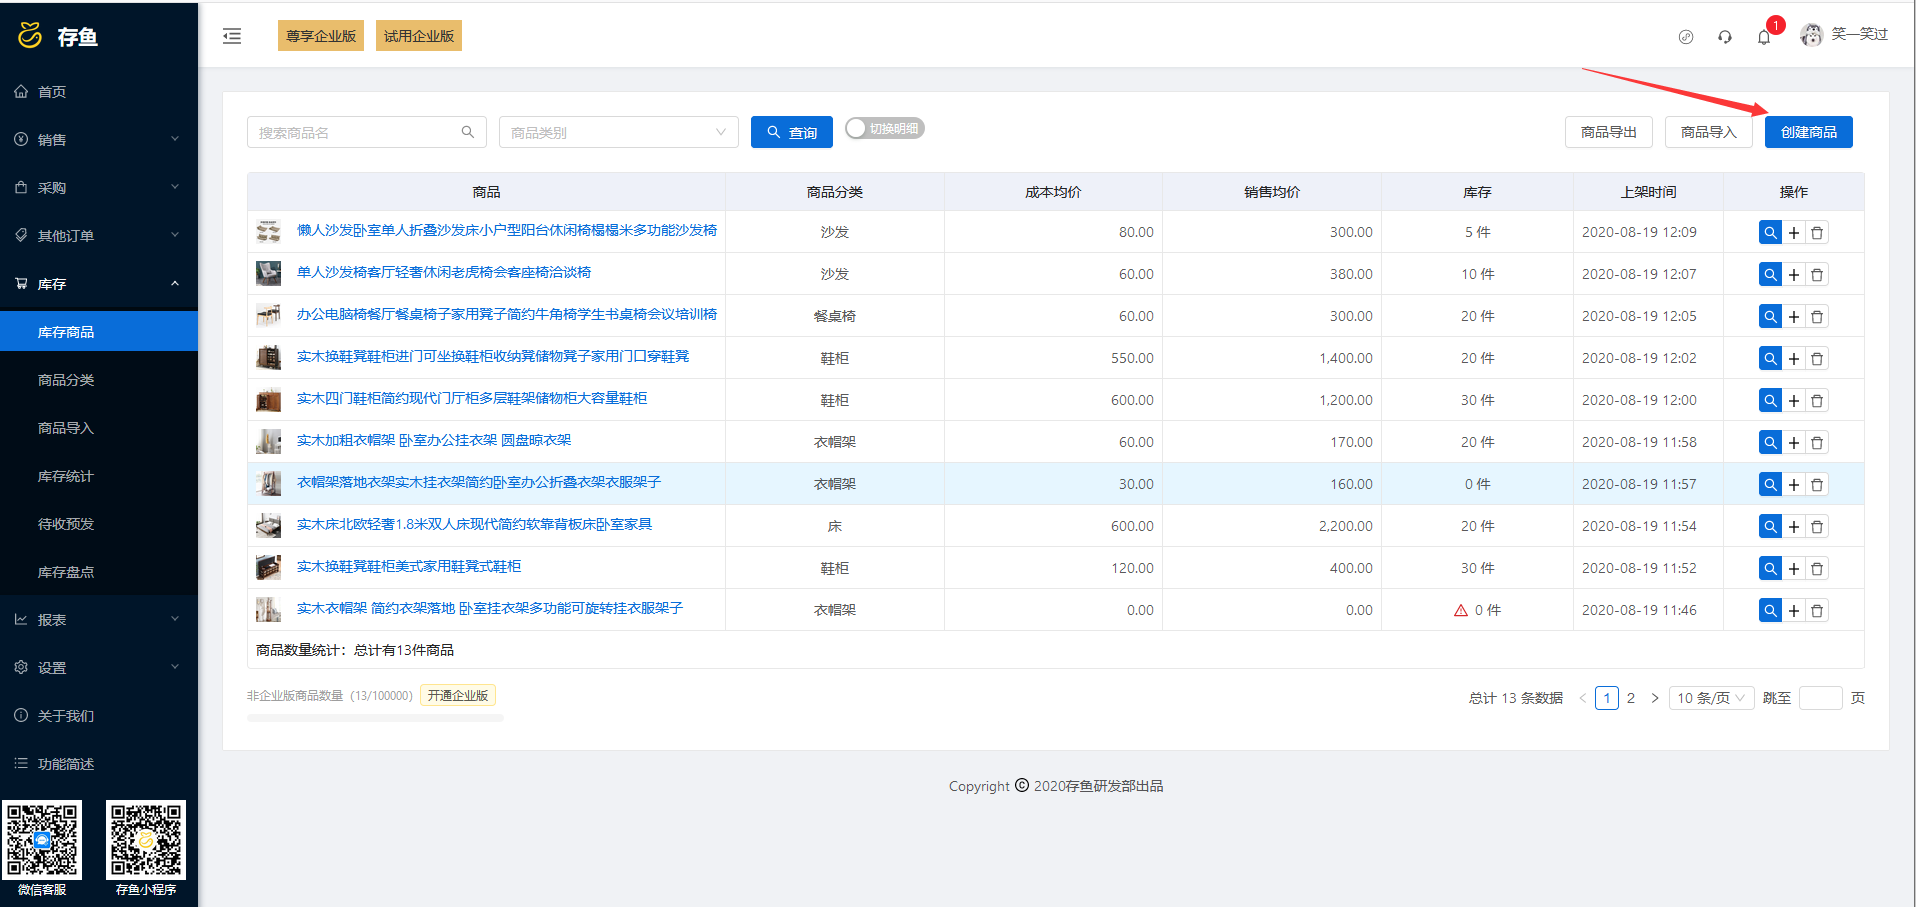 存鱼
尊享企业版 试用企业版
1
笑一笑过
首页
销售
采购
其他订单
库存
库存商品
商品分类
商品导入
库存统计
待收预发
库存盘点
报表
设置
关于我们
功能简述
微信客服 存鱼小程序
搜索商品名 商品类别 查询 切换明细 商品导出 商品导入 创建商品
商品 商品分类 成本均价 销售均价 库存 上架时间 操作
懒人沙发卧室单人折叠沙发床小户型阳台休闲椅榻榻米多功能沙发椅 沙发 80.00 300.00 5 件 2020-08-19 12:09
单人沙发椅客厅轻奢休闲老虎椅会客座椅洽谈椅 沙发 60.00 380.00 10 件 2020-08-19 12:07
办公电脑椅餐厅餐桌椅子家用凳子简约牛角椅学生书桌椅会议培训椅 餐桌椅 60.00 300.00 20 件 2020-08-19 12:05
实木换鞋凳鞋柜进门可坐换鞋柜收纳凳储物凳子家用门口穿鞋凳 鞋柜 550.00 1,400.00 20 件 2020-08-19 12:02
实木四门鞋柜简约现代门厅柜多层鞋架储物柜大容量鞋柜 鞋柜 600.00 1,200.00 30 件 2020-08-19 12:00
实木加粗衣帽架 卧室办公挂衣架 圆盘晾衣架 衣帽架 60.00 170.00 20 件 2020-08-19 11:58
衣帽架落地衣架实木挂衣架简约卧室办公折叠衣架衣服架子 衣帽架 30.00 160.00 0 件 2020-08-19 11:57
实木床北欧轻奢1.8米双人床现代简约软靠背板床卧室家具 床 600.00 2,200.00 20 件 2020-08-19 11:54
实木换鞋凳鞋柜美式家用鞋凳式鞋柜 鞋柜 120.00 400.00 30 件 2020-08-19 11:52
实木衣帽架 简约衣架落地 卧室挂衣架多功能可旋转挂衣服架子 衣帽架 0.00 0.00 0 件 2020-08-19 11:46
商品数量统计：总计有13件商品
非企业版商品数量（13/100000） 开通企业版
总计 13 条数据 < 1 2 > 10 条/页 跳至 页
Copyright © 2020存鱼研发部出品